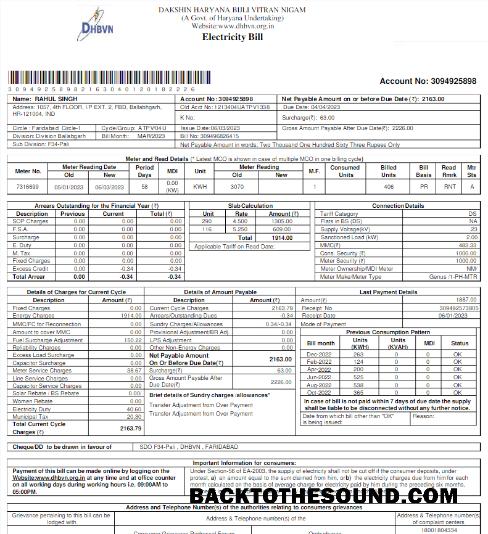 DAKSHIN HARYANA BIJLI VITRAN NIGAM
(A Govt. of Haryana Undertaking)
Website:www.dhbvn.org.in
Electricity Bill
DHBVN
Account No: 3094925898
Name: RAHUL SINGH
Account No: 3094925898
Net Payable Amount on or before Due Date (₹): 2163.00
Address: 1057, 4th FLOOR, I.P EXT. 2, FBD, Ballabhgarh,
HR-121004, IND
Old Acct No: I213404UATPV1338
Due Date: 04/04/2023
K No.
Surcharge(₹): 63.00
Circle : Faridabad Circle-1
Cycle/Group: ATPV04U
Issue Date:06/03/2023
Gross Amount Payable After Due Date(₹): 2226.00
Division: Division Ballabgarh
Bill Month: MAR/2023
Bill No: 309496826415
Sub Division: F34-Pali
Net Payable Amount in words: Two Thousand One Hundred Sixty Three Rupees Only
Meter and Read Details (* Latest MCO is shown in case of multiple MCO in one billing cycle)
Meter No. Meter Reading Date Period Days MDI Unit Meter Reading M.F. Consumed Units Billed Units Bill Basis Read Rmrk Mtr Sts
Old New Old New
7316699 05/01/2023 06/03/2023 58 0.00 (KW) KWH 3070 1 406 PR RNT A
Arrears Outstanding for the Financial Year (₹)
Slab Calculation
Connection Details
Description Previous Current Total (₹)
Unit Rate Amount (₹)
Tariff Category DS
SOP Charges 0.00 0.00 0.00
290 4.500 1305.00
Flats in BS (DS) NA
F.S.A. 0.00 0.00 0.00
116 5.250 609.00
Supply Voltage(kV) 23
Surcharge 0.00 0.00 0.00
Total 1914.00
Sanctioned Load (kW) 2.00
E. Duty 0.00 0.00 0.00
Applicable Tariff on Read Date:
MMC(₹) 483.33
M. Tax 0.00 0.00 0.00
Cons. Security (₹) 1000.00
Fixed Charges 0.00 0.00 0.00
Meter Security (₹) 1000.00
Excess Credit 0.00 -0.34 -0.34
Meter Ownership/MDI Meter NM/
Total Arrear 0.00 -0.34 -0.34
Meter Make/Meter Type Genus /1-PH-MTR
Details of Charges for Current Cycle
Details of Amount Payable
Last Payment Details
Description Amount (₹)
Description Amount (₹)
Amount(₹) 1887.00
Fixed Charges 0.00
Current Cycle Charges 2163.79
Receipt No 309492573803
Energy Charges 1914.00
Arrears/Outstanding Dues -0.34
Receipt Date 06/01/2023
MMC/FC for Reconnection 0.00
Sundry Charges/Allowances 0.34/-0.34
Mode of Payment
Amount to cover MMC 0.00
Provisional Adjustment/BR Adj 0.00
Previous Consumption Pattern
Fuel Surcharge Adjustment 150.22
LPS Adjustment 0.00
Bill month Units (KWH) Units (KVAH) MDI Status
Reliability Charges 0.00
Other Non-Energy Charges 0.00
Dec-2022 263 0 0 OK
Excess Load Surcharge 0.00
Net Payable Amount On Or Before Due Date(₹) 2163.00
Feb-2022 124 0 0 OK
Capacitor Surcharge 0.00
Apr-2022 200 0 0 OK
Meter Service Charges 38.67
Surcharge(₹) 63.00
Jun-2022 525 0 0 OK
Line Service Charges 0.00
Gross Amount Payable After Due Date(₹) 2226.00
Aug-2022 538 0 0 OK
Capacitor Service Charges 0.00
Oct-2022 365 0 0 OK
Solar Rebate / BS Rebate 0.00
Brief details of Sundry charges /allowances*
In case of bill is not paid within 7 days of due date the supply
shall be liable to be disconnected without any further notice.
Women Rebate 0.00
Transfer Adjustment from Over Payment
Electricity Duty 40.60
Transfer Adjustment from Over Payment
Date from which bill other than "OK" is being issued:
Reason:
Municipal Tax 20.30
Total Current Cycle Charges (₹) 2163.79
Cheque/DD to be drawn in favour of SDO F34-Pali , DHBVN , FARIDABAD
Important Information for consumers:
Payment of this bill can be made online by logging on the
Website:www.dhbvn.org.in at any time and at office counter
on all working days during working hours i.e. 09:00AM to
05:00PM.
Under Section-56 of EA-2003, the supply of electricity shall not be cut off if the consumer deposits, under
protest, a) an amount equal to the sum claimed from him, or b) the electricity charges due from him for each
month calculated on the basis of average charge for electricity paid by him during the preceding six months.
BACKTOTHESOUND.COM
Address and Telephone Number(s) of the authorities relating to consumers grievances
Grievance pertaining to this bill can be lodged with.
Address & Telephone number(s) of the
Address & Telephone number(s) of complaint centers
18001804334